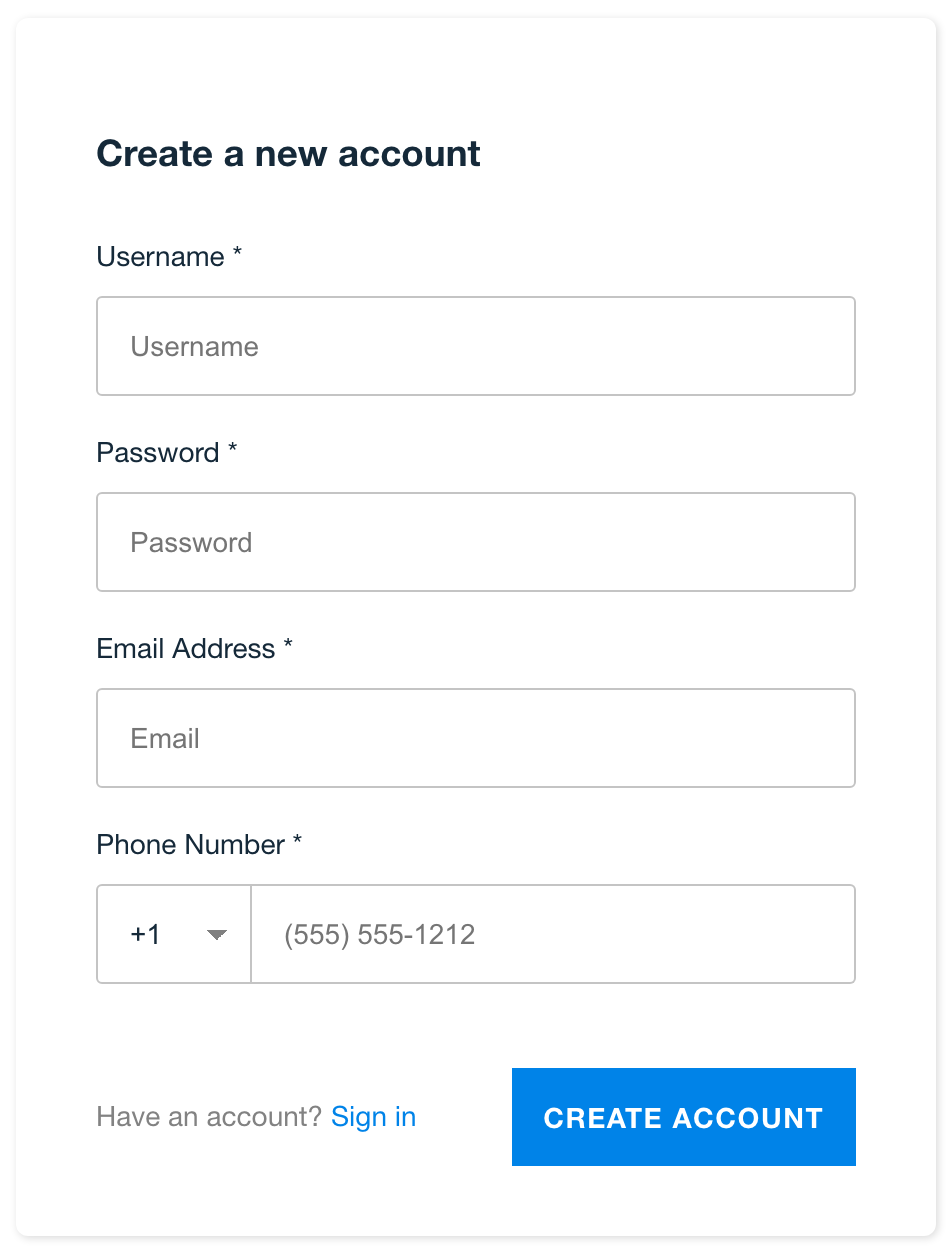 Create a new account
Username *
Username
Password *
Password
Email Address *
Email
Phone Number *
+1 (555) 555-1212
Have an account? Sign in CREATE ACCOUNT